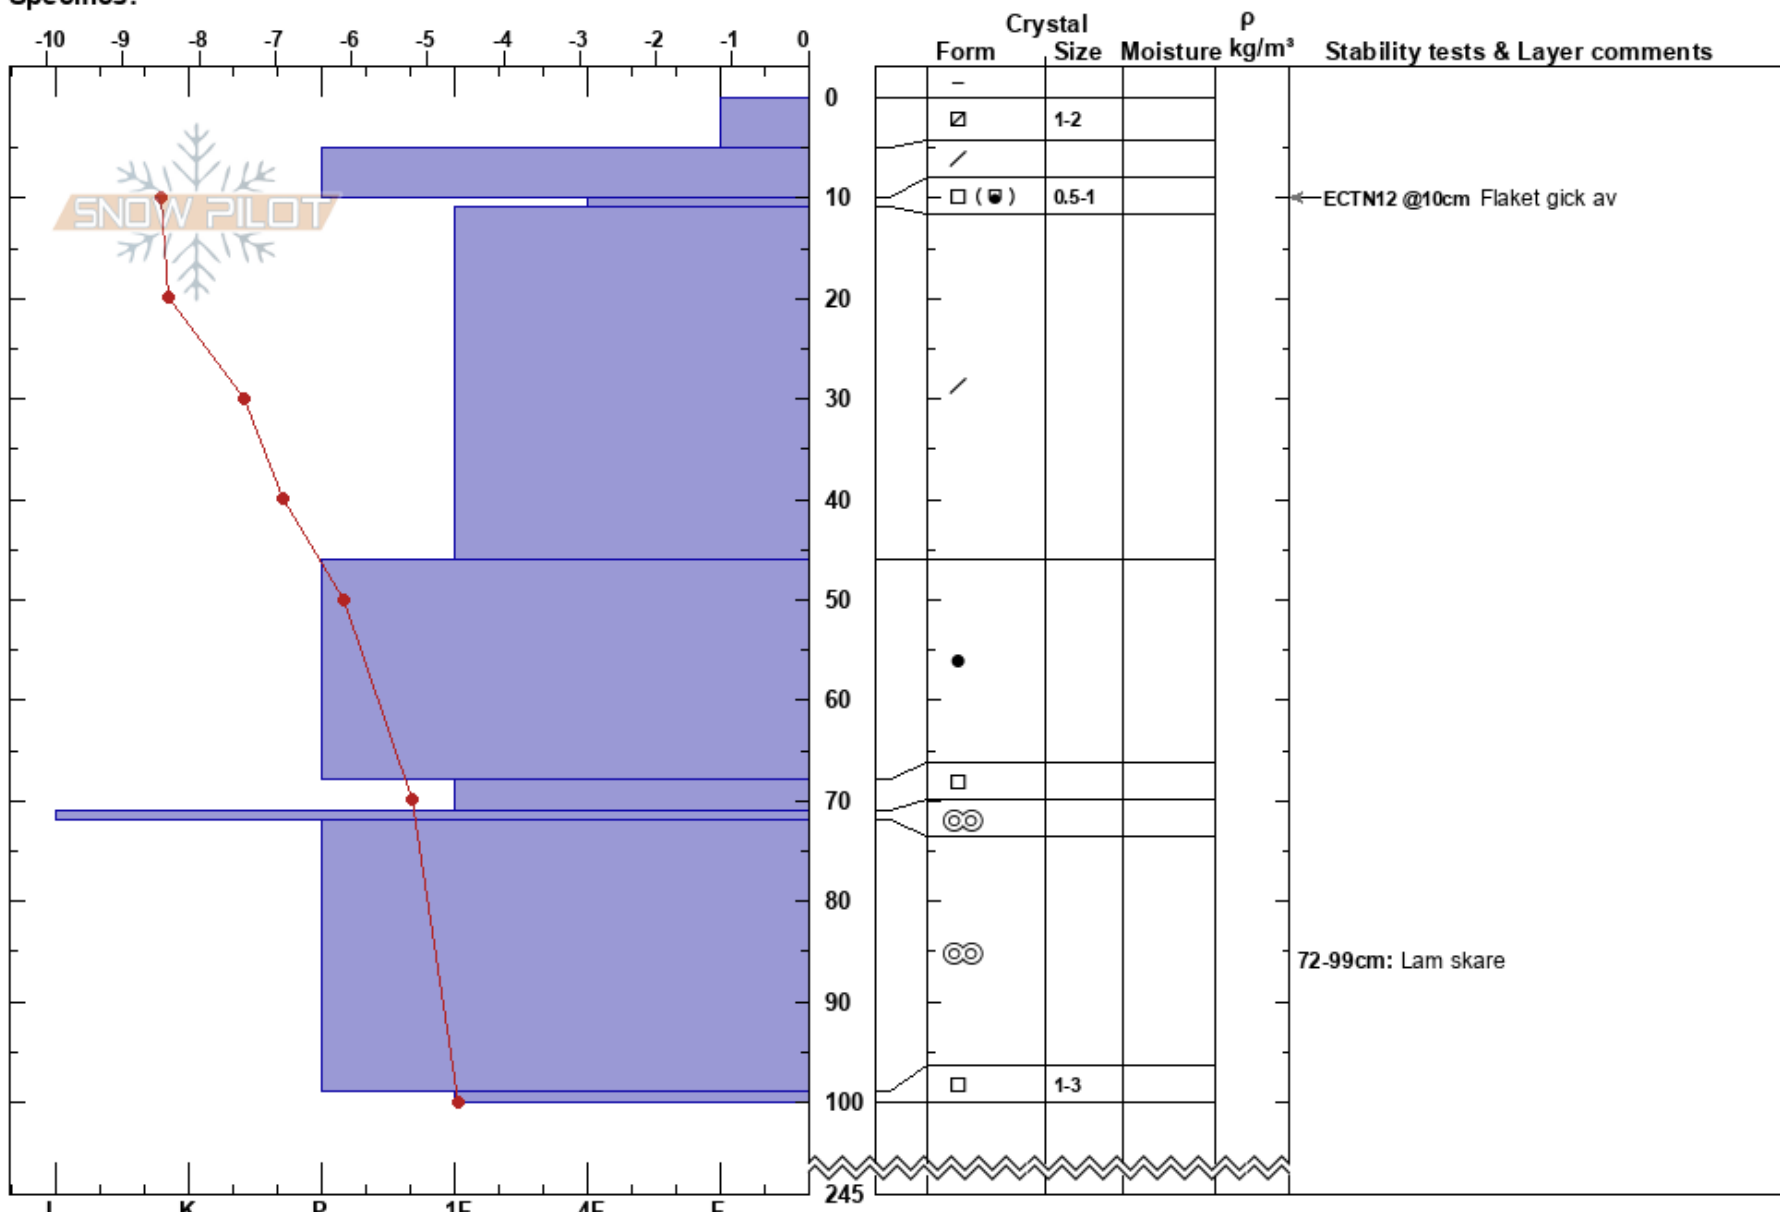 Specifics:
Crystal ρ
-10 -9 -8 -7 -6 -5 -4 -3 -2 -1 0 Form Size Moisture kg/m³ Stability tests & Layer comments
0
1-2
SNOW PILOT 10 0.5-1 ECTN12 @10cm Flaket gick av
20
30
40
50
60
70
80
90 72-99cm: Lam skare
100 1-3
245
I K P 1F 4F F